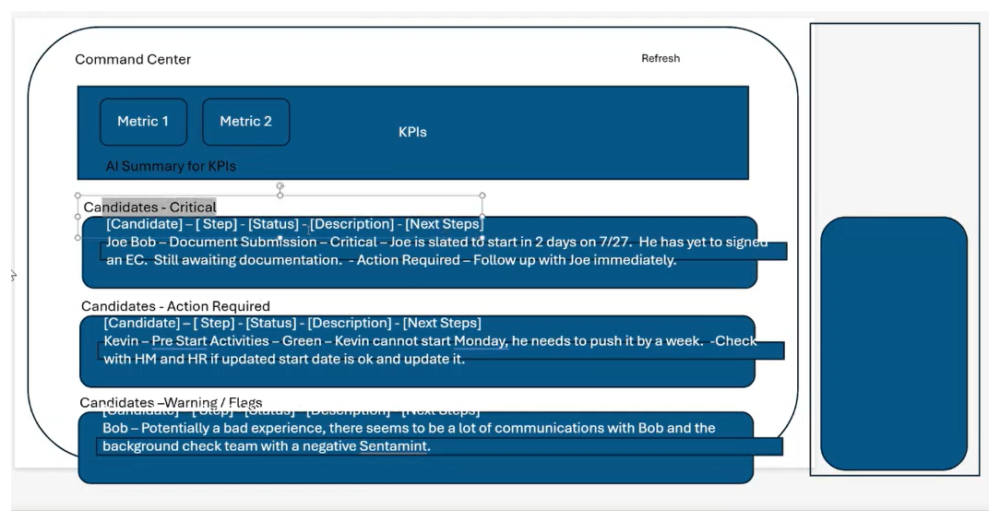 Command Center
Refresh
Metric 1
Metric 2
KPIs
AI Summary for KPIs
Candidates - Critical
[Candidate] – [ Step] - [Status] - [Description] - [Next Steps]
Joe Bob – Document Submission – Critical – Joe is slated to start in 2 days on 7/27.  He has yet to signed
an EC.  Still awaiting documentation.  - Action Required – Follow up with Joe immediately.
Candidates - Action Required
[Candidate] – [ Step] - [Status] - [Description] - [Next Steps]
Kevin – Pre Start Activities – Green – Kevin cannot start Monday, he needs to push it by a week.  -Check
with HM and HR if updated start date is ok and update it.
Candidates –Warning / Flags
[Candidate] – [ Step] - [Status] - [Description] - [Next Steps]
Bob – Potentially a bad experience, there seems to be a lot of communications with Bob and the
background check team with a negative Sentamint.